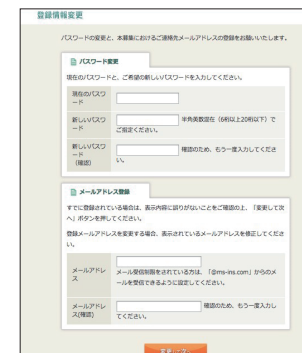 登録情報変更
パスワードの変更と、本募集におけるご連絡先メールアドレスの登録をお願いいたします。
パスワード変更
現在のパスワードと、ご希望の新しいパスワードを入力してください。
現在のパスワ
ード
新しいパスワ
ード
半角英数混在（6桁以上20桁以下）で
ご指定ください。
新しいパスワ
ード
（確認）
確認のため、もう一度入力してくださ
い。
メールアドレス登録
すでに登録されている場合は、表示内容に誤りがないことをご確認の上、「変更して次
へ」ボタンを押してください。
登録メールアドレスを変更する場合、表示されているメールアドレスを修正してくださ
い。
メールアドレ
ス
メール受信制限をされている方は、「@ms-ins.com」からのメ
ールを受信できるように設定してください。
メールアドレ
ス(確認)
確認のため、もう一度入力し
てください。